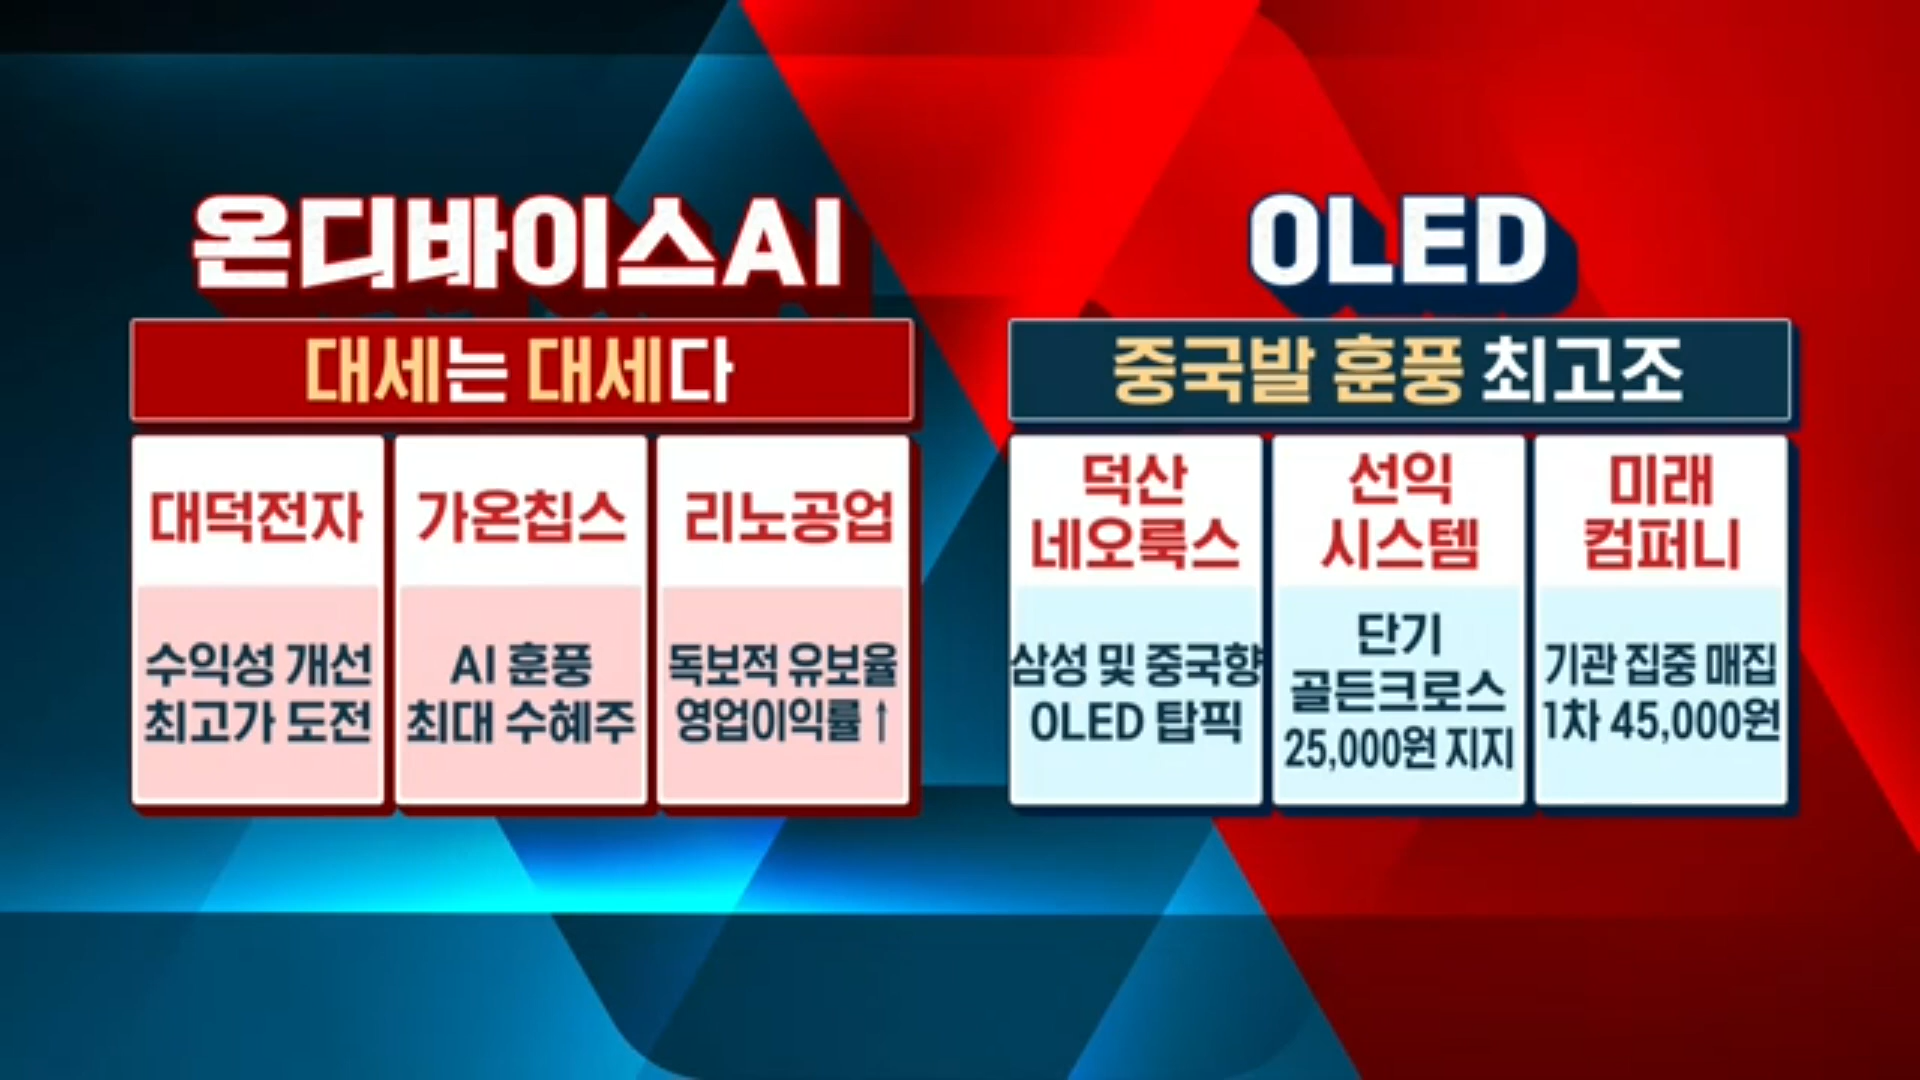 온디바이스AI
대세는 대세다
대덕전자
수익성 개선
최고가 도전
가온칩스
AI 훈풍
최대 수혜주
리노공업
독보적 유보율
영업이익률↑
OLED
중국발 훈풍 최고조
덕산
네오룩스
삼성 및 중국향
OLED 탑픽
선익
시스템
단기
골든크로스
25,000원 지지
미래
컴퍼니
기관 집중 매집
1차 45,000원